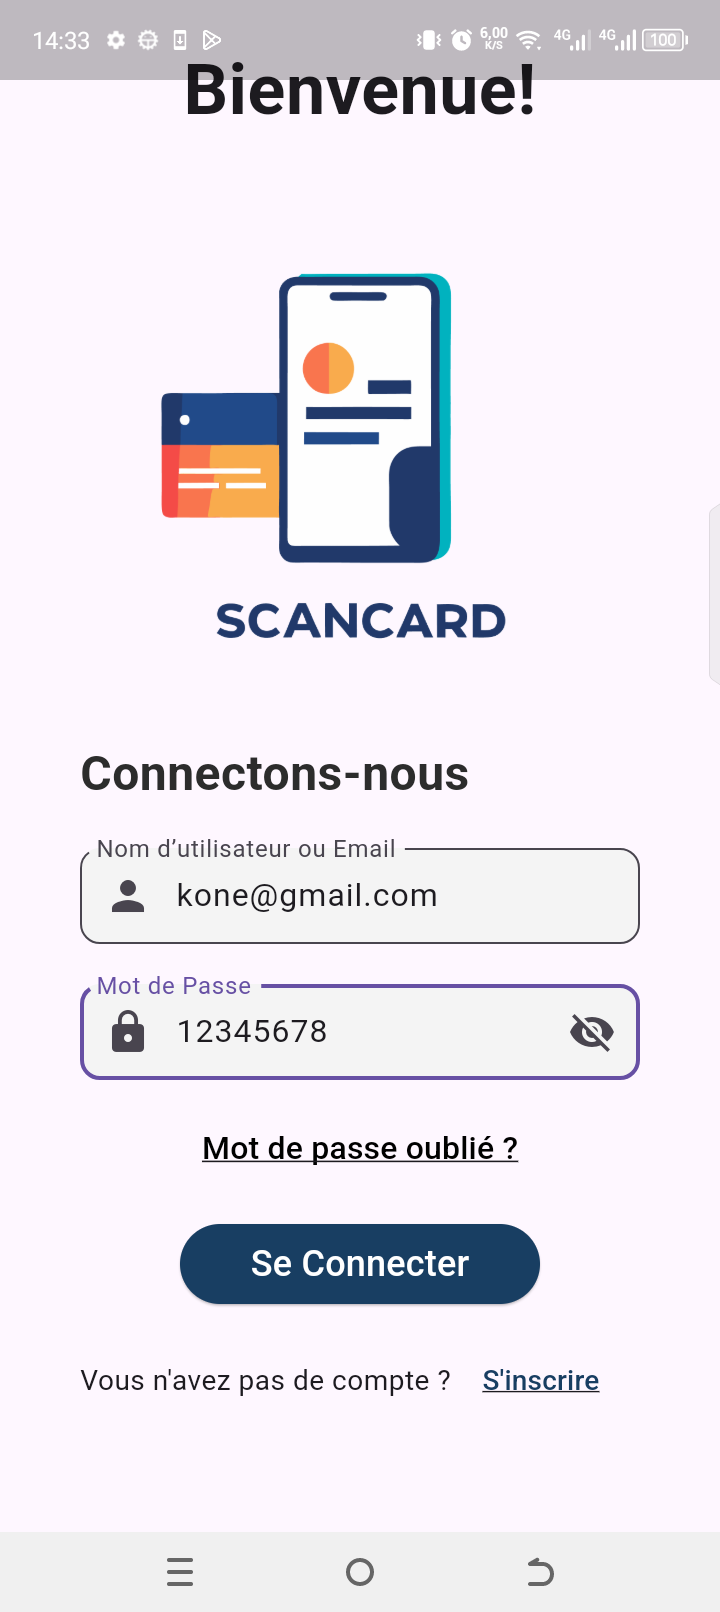 14:33
6,00
K/S
4G
4G
100
Bienvenue!
SCANCARD
Connectons-nous
Nom d’utilisateur ou Email
kone@gmail.com
Mot de Passe
12345678
Mot de passe oublié ?
Se Connecter
Vous n'avez pas de compte ? S'inscrire